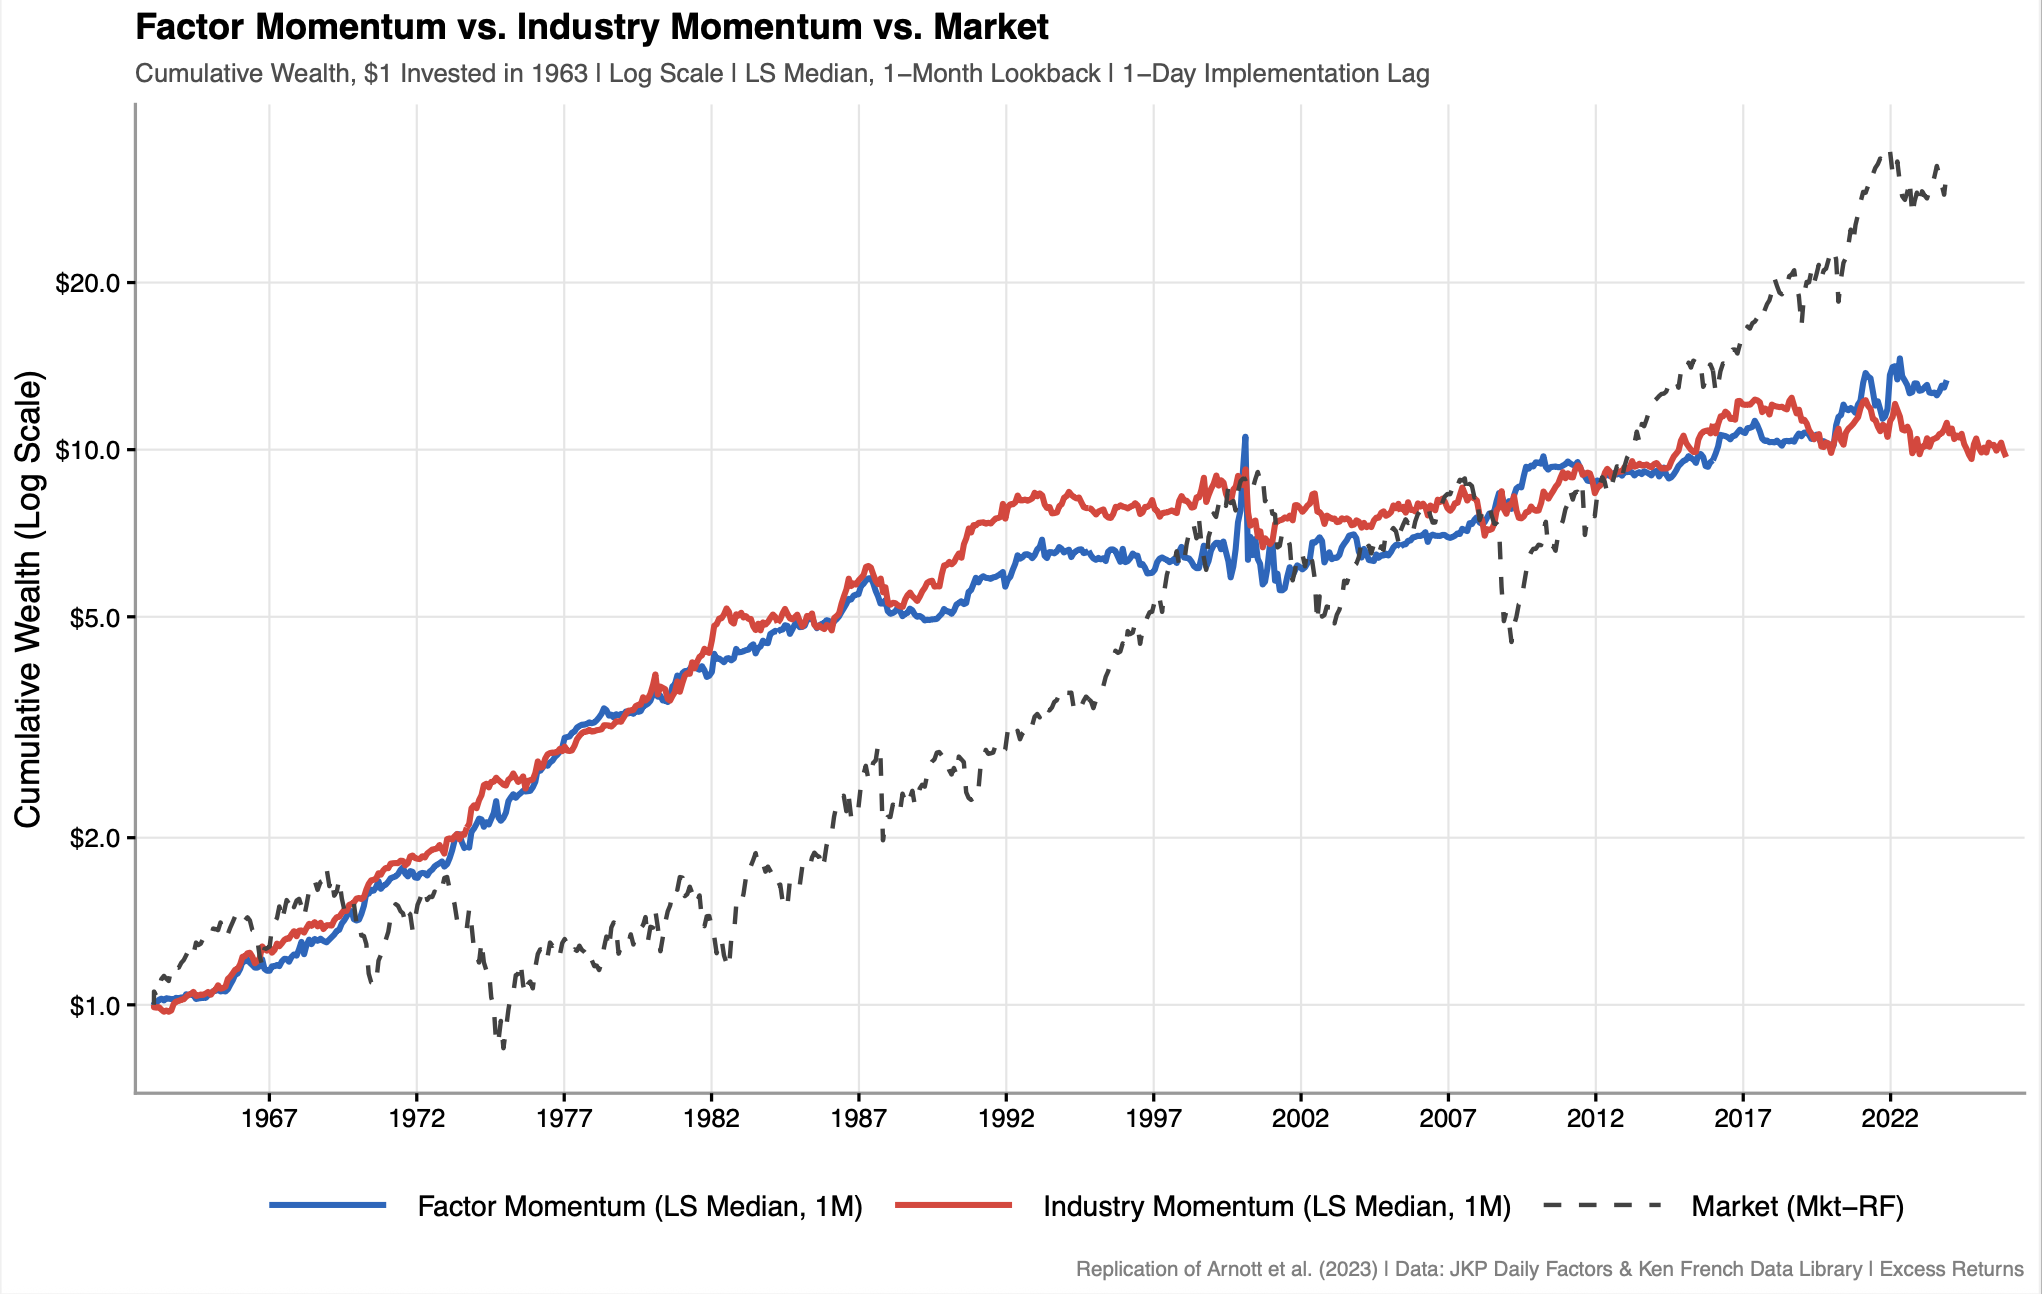 Factor Momentum vs. Industry Momentum vs. Market
Cumulative Wealth, $1 Invested in 1963 | Log Scale | LS Median, 1−Month Lookback | 1−Day Implementation Lag
Cumulative Wealth (Log Scale)
$20.0
$10.0
$5.0
$2.0
$1.0
1967 1972 1977 1982 1987 1992 1997 2002 2007 2012 2017 2022
Factor Momentum (LS Median, 1M) Industry Momentum (LS Median, 1M) Market (Mkt−RF)
Replication of Arnott et al. (2023) | Data: JKP Daily Factors & Ken French Data Library | Excess Returns